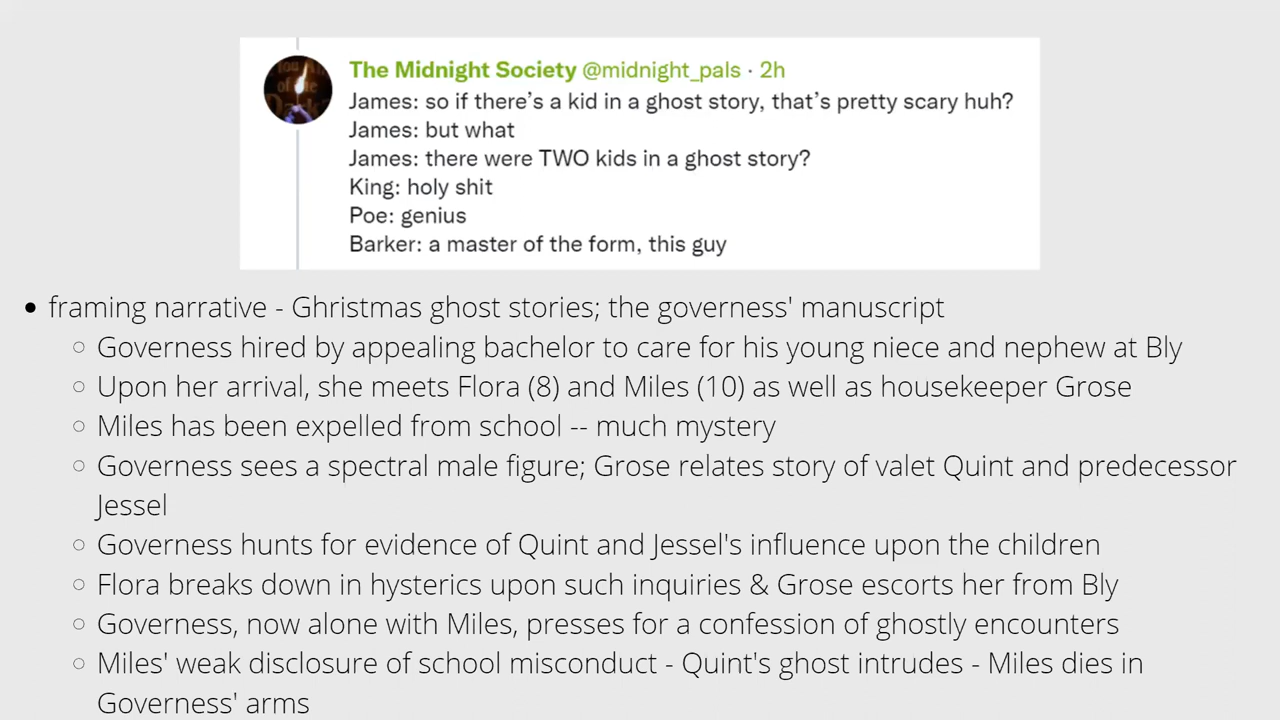 The Midnight Society @midnight_pals · 2h
James: so if there's a kid in a ghost story, that's pretty scary huh?
James: but what
James: there were TWO kids in a ghost story?
King: holy shit
Poe: genius
Barker: a master of the form, this guy
• framing narrative - Ghristmas ghost stories; the governess' manuscript
○ Governess hired by appealing bachelor to care for his young niece and nephew at Bly
○ Upon her arrival, she meets Flora (8) and Miles (10) as well as housekeeper Grose
○ Miles has been expelled from school -- much mystery
○ Governess sees a spectral male figure; Grose relates story of valet Quint and predecessor
Jessel
○ Governess hunts for evidence of Quint and Jessel's influence upon the children
○ Flora breaks down in hysterics upon such inquiries & Grose escorts her from Bly
○ Governess, now alone with Miles, presses for a confession of ghostly encounters
○ Miles' weak disclosure of school misconduct - Quint's ghost intrudes - Miles dies in
Governess' arms